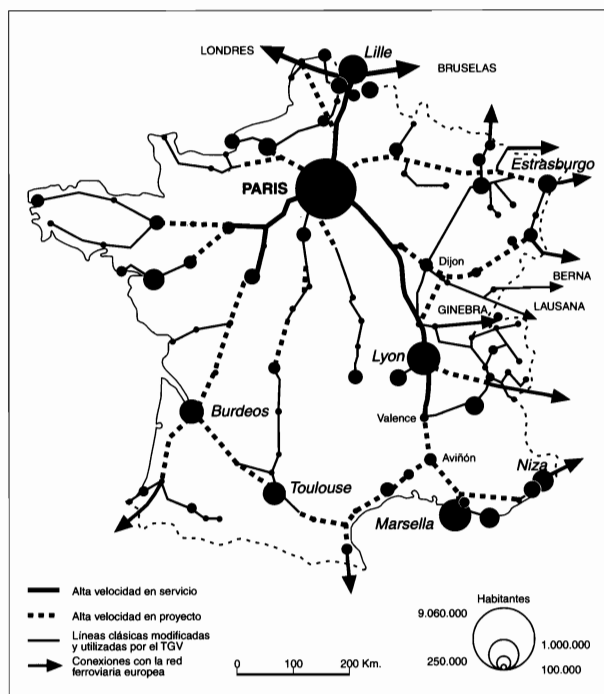 LONDRES
Lille
BRUSELAS
PARIS
Estrasburgo
Dijon
BERNA
LAUSANA
GINEBRA
Lyon
Valence
Burdeos
Aviñón
Niza
Toulouse
Marsella
Alta velocidad en servicio
Alta velocidad en proyecto
Líneas clásicas modificadas
y utilizadas por el TGV
Conexiones con la red
ferroviaria europea
0 100 200 Km.
Habitantes
9.060.000
1.000.000
250.000
100.000